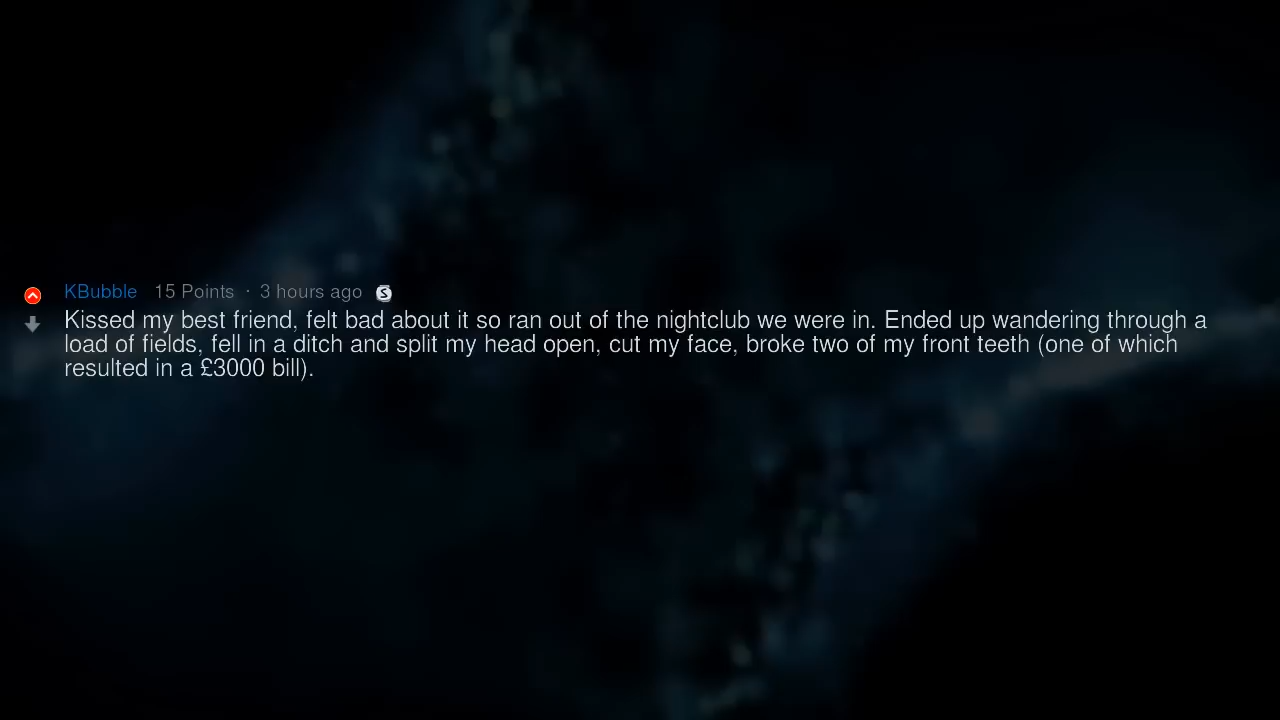 KBubble 15 Points · 3 hours ago S
Kissed my best friend, felt bad about it so ran out of the nightclub we were in. Ended up wandering through a
load of fields, fell in a ditch and split my head open, cut my face, broke two of my front teeth (one of which
resulted in a £3000 bill).